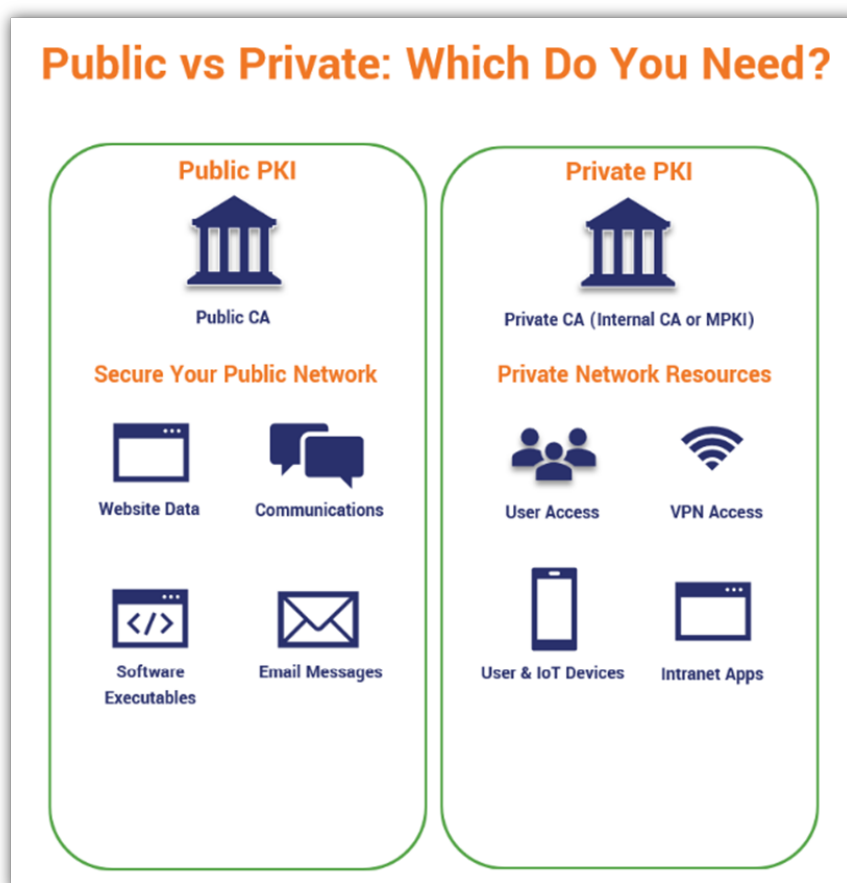 Public vs Private: Which Do You Need?
Public PKI
Public CA
Secure Your Public Network
Website Data
Communications
</>
Software
Executables
Email Messages
Private PKI
Private CA (Internal CA or MPKI)
Private Network Resources
User Access
VPN Access
User & IoT Devices
Intranet Apps